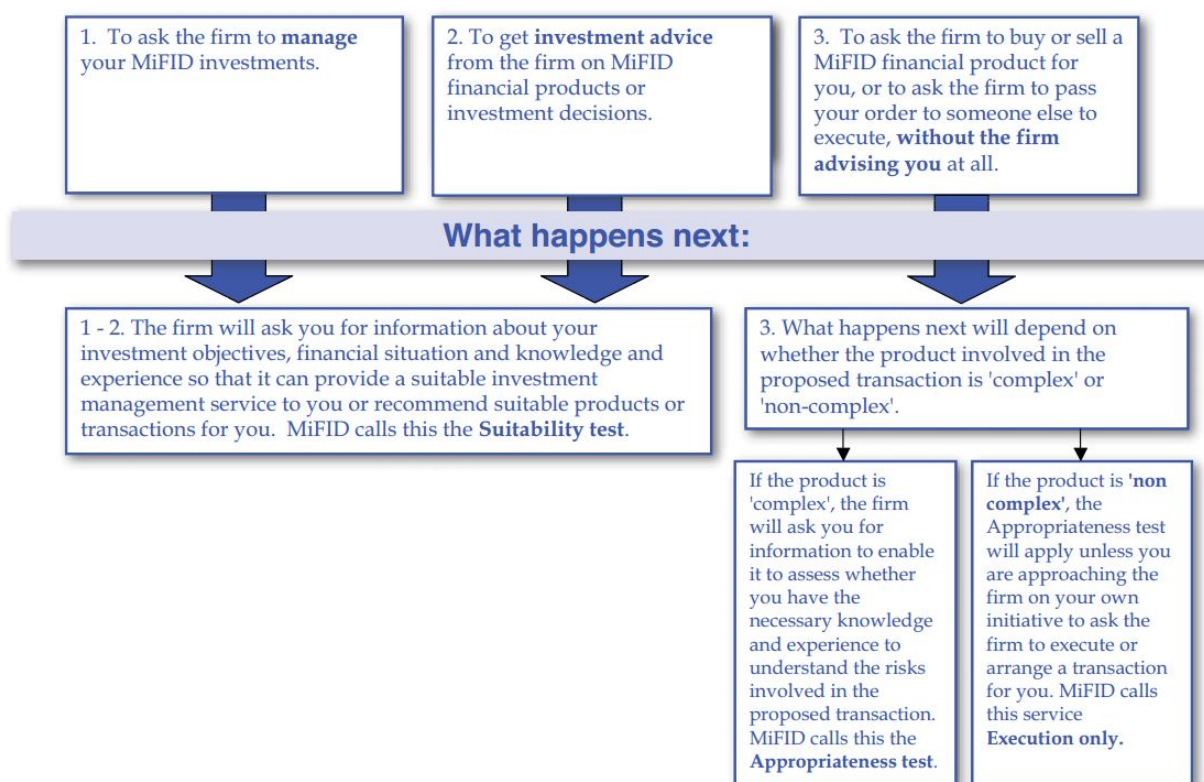 1.  To ask the firm to manage
your MiFID investments.
2. To get investment advice
from the firm on MiFID
financial products or
investment decisions.
3.  To ask the firm to buy or sell a
MiFID financial product for
you, or to ask the firm to pass
your order to someone else to
execute, without the firm
advising you at all.
What happens next:
1 - 2. The firm will ask you for information about your
investment objectives, financial situation and knowledge and
experience so that it can provide a suitable investment
management service to you or recommend suitable products or
transactions for you.  MiFID calls this the Suitability test.
3. What happens next will depend on
whether the product involved in the
proposed transaction is 'complex' or
'non-complex'.
If the product is
'complex', the firm
will ask you for
information to enable
it to assess whether
you have the
necessary knowledge
and experience to
understand the risks
involved in the
proposed transaction.
MiFID calls this the
Appropriateness test.
If the product is 'non
complex', the
Appropriateness test
will apply unless you
are approaching the
firm on your own
initiative to ask the
firm to execute or
arrange a transaction
for you. MiFID calls
this service
Execution only.